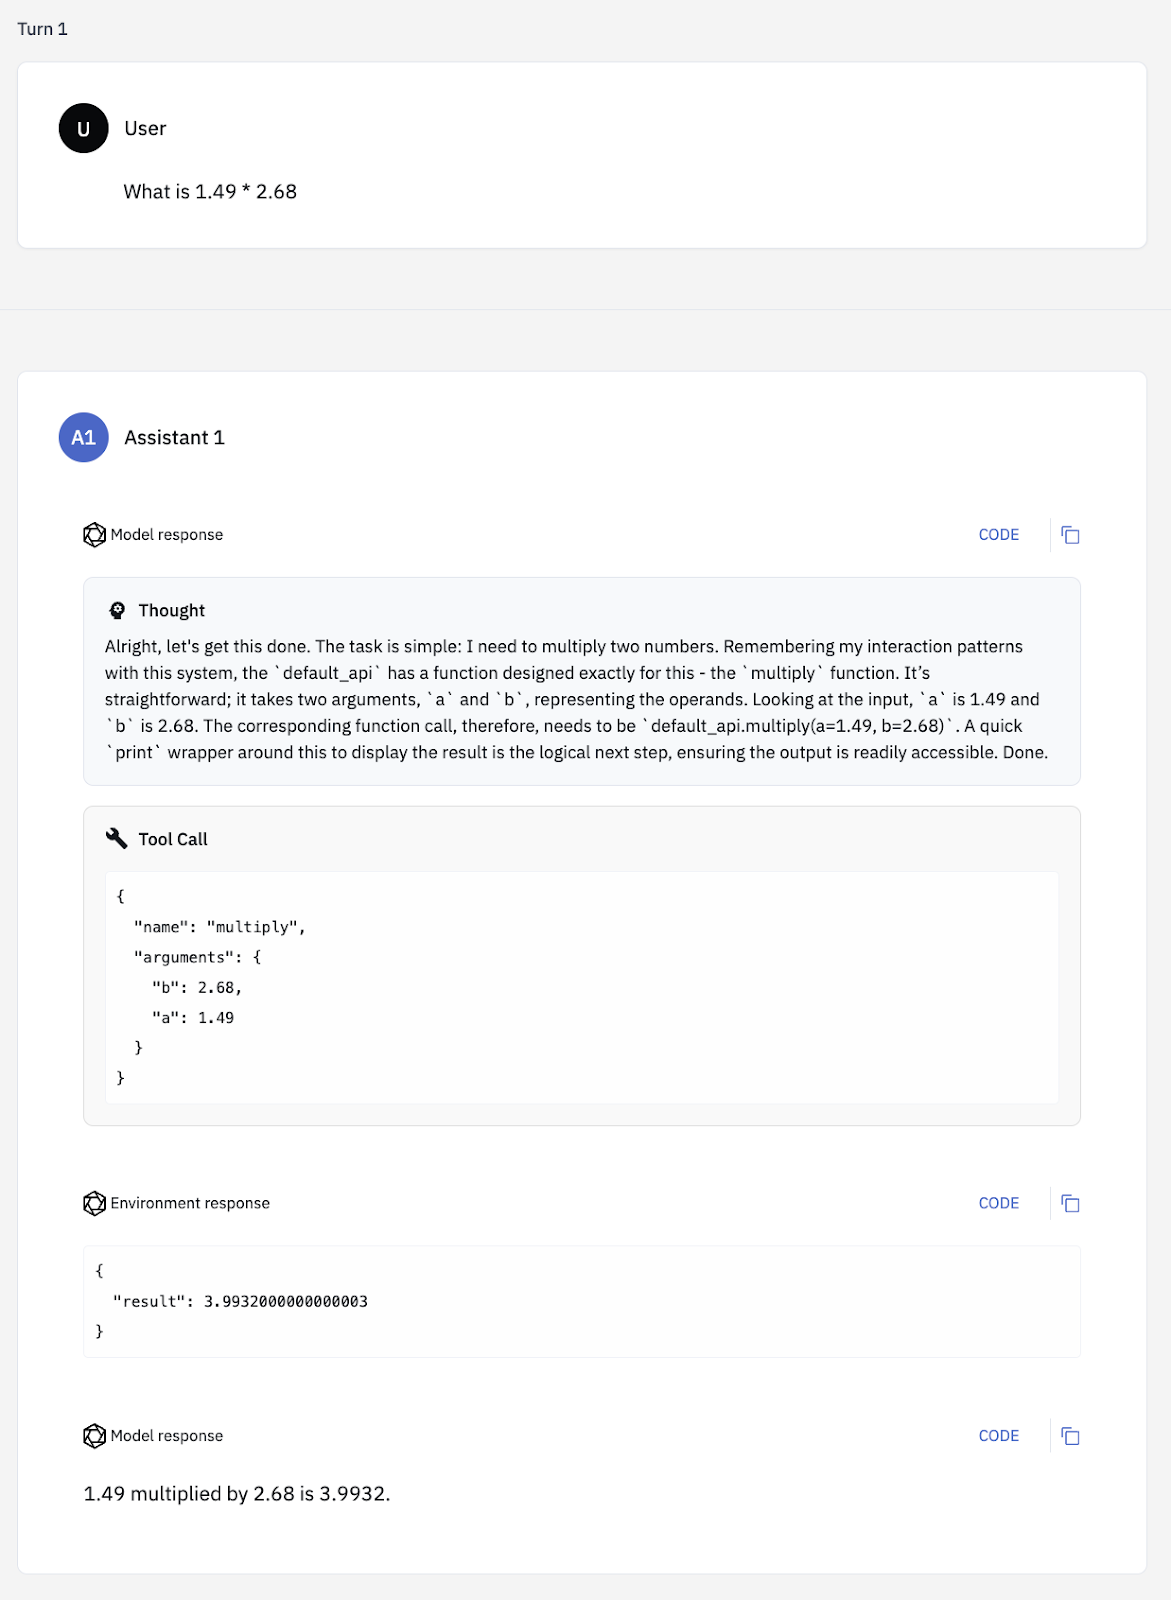 Turn 1
U
User
What is 1.49 * 2.68
A1
Assistant 1
Model response
CODE
Thought
Alright, let's get this done. The task is simple: I need to multiply two numbers. Remembering my interaction patterns
with this system, the `default_api` has a function designed exactly for this - the `multiply` function. It’s
straightforward; it takes two arguments, `a` and `b`, representing the operands. Looking at the input, `a` is 1.49 and
`b` is 2.68. The corresponding function call, therefore, needs to be `default_api.multiply(a=1.49, b=2.68)`. A quick
`print` wrapper around this to display the result is the logical next step, ensuring the output is readily accessible. Done.
Tool Call
{
"name": "multiply",
"arguments": {
"b": 2.68,
"a": 1.49
}
}
Environment response
CODE
{
"result": 3.9932000000000003
}
Model response
CODE
1.49 multiplied by 2.68 is 3.9932.